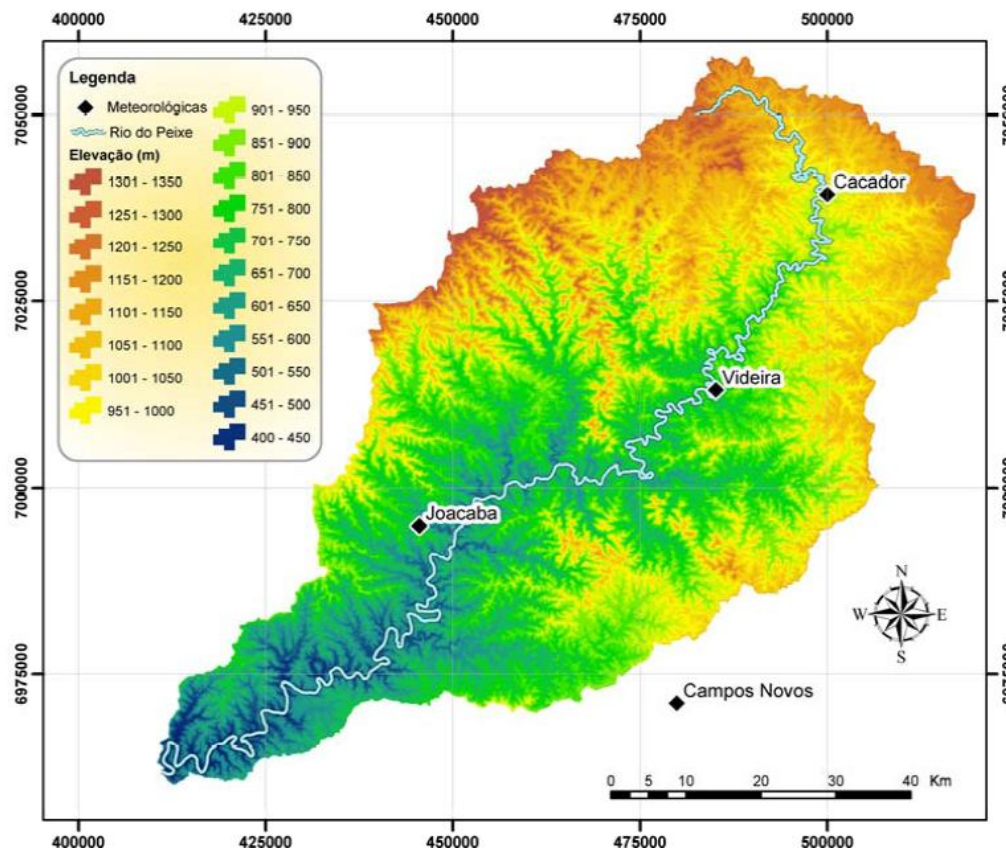 400000 425000 450000 475000 500000
Legenda
Meteorológicas
Rio do Peixe
Elevação (m)
1301 - 1350
1251 - 1300
1201 - 1250
1151 - 1200
1101 - 1150
1051 - 1100
1001 - 1050
951 - 1000
901 - 950
851 - 900
801 850
751 - 800
701 - 750
651 - 700
601 - 650
551 - 600
501 - 550
451 - 500
400 - 450
7050000
7025000
7000000
6975000
Cacador
Videira
Joacaba
Campos Novos
N
W E
S
0 5 10 20 30 40 Km
400000 425000 450000 475000 500000